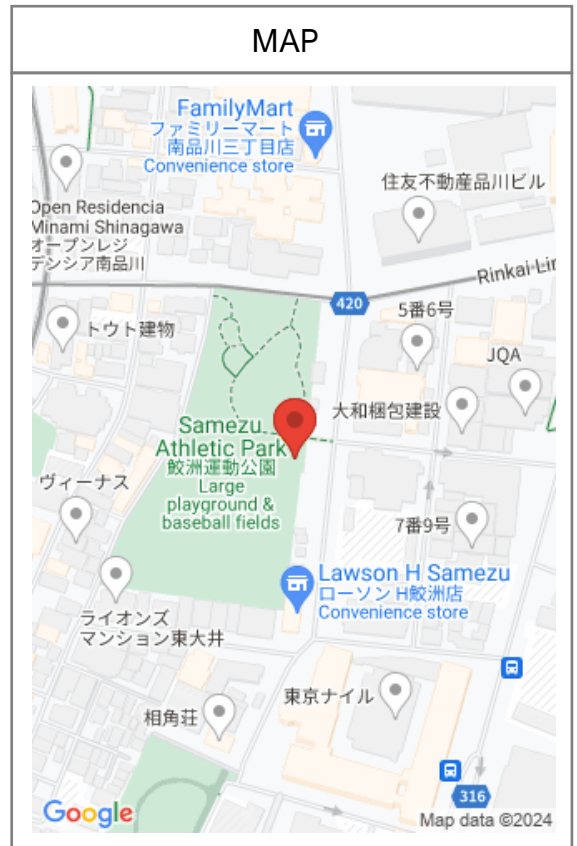 MAP
FamilyMart
ファミリーマート
南品川三丁目店
Convenience store
住友不動産品川ビル
Open Residencia
Minami Shinagawa
オープンレジ
デンシア南品川
Rinkai Lin
420
5番6号
トウト建物
JQA
大和梱包建設
Samezu
Athletic Park
鮫洲運動公園
Large
playground &
baseball fields
ヴィーナス
7番9号
Lawson H Samezu
ローソン H鮫洲店
Convenience store
ライオンズ
マンション東大井
東京ナイル
相角荘
316
Google
Map data ©2024